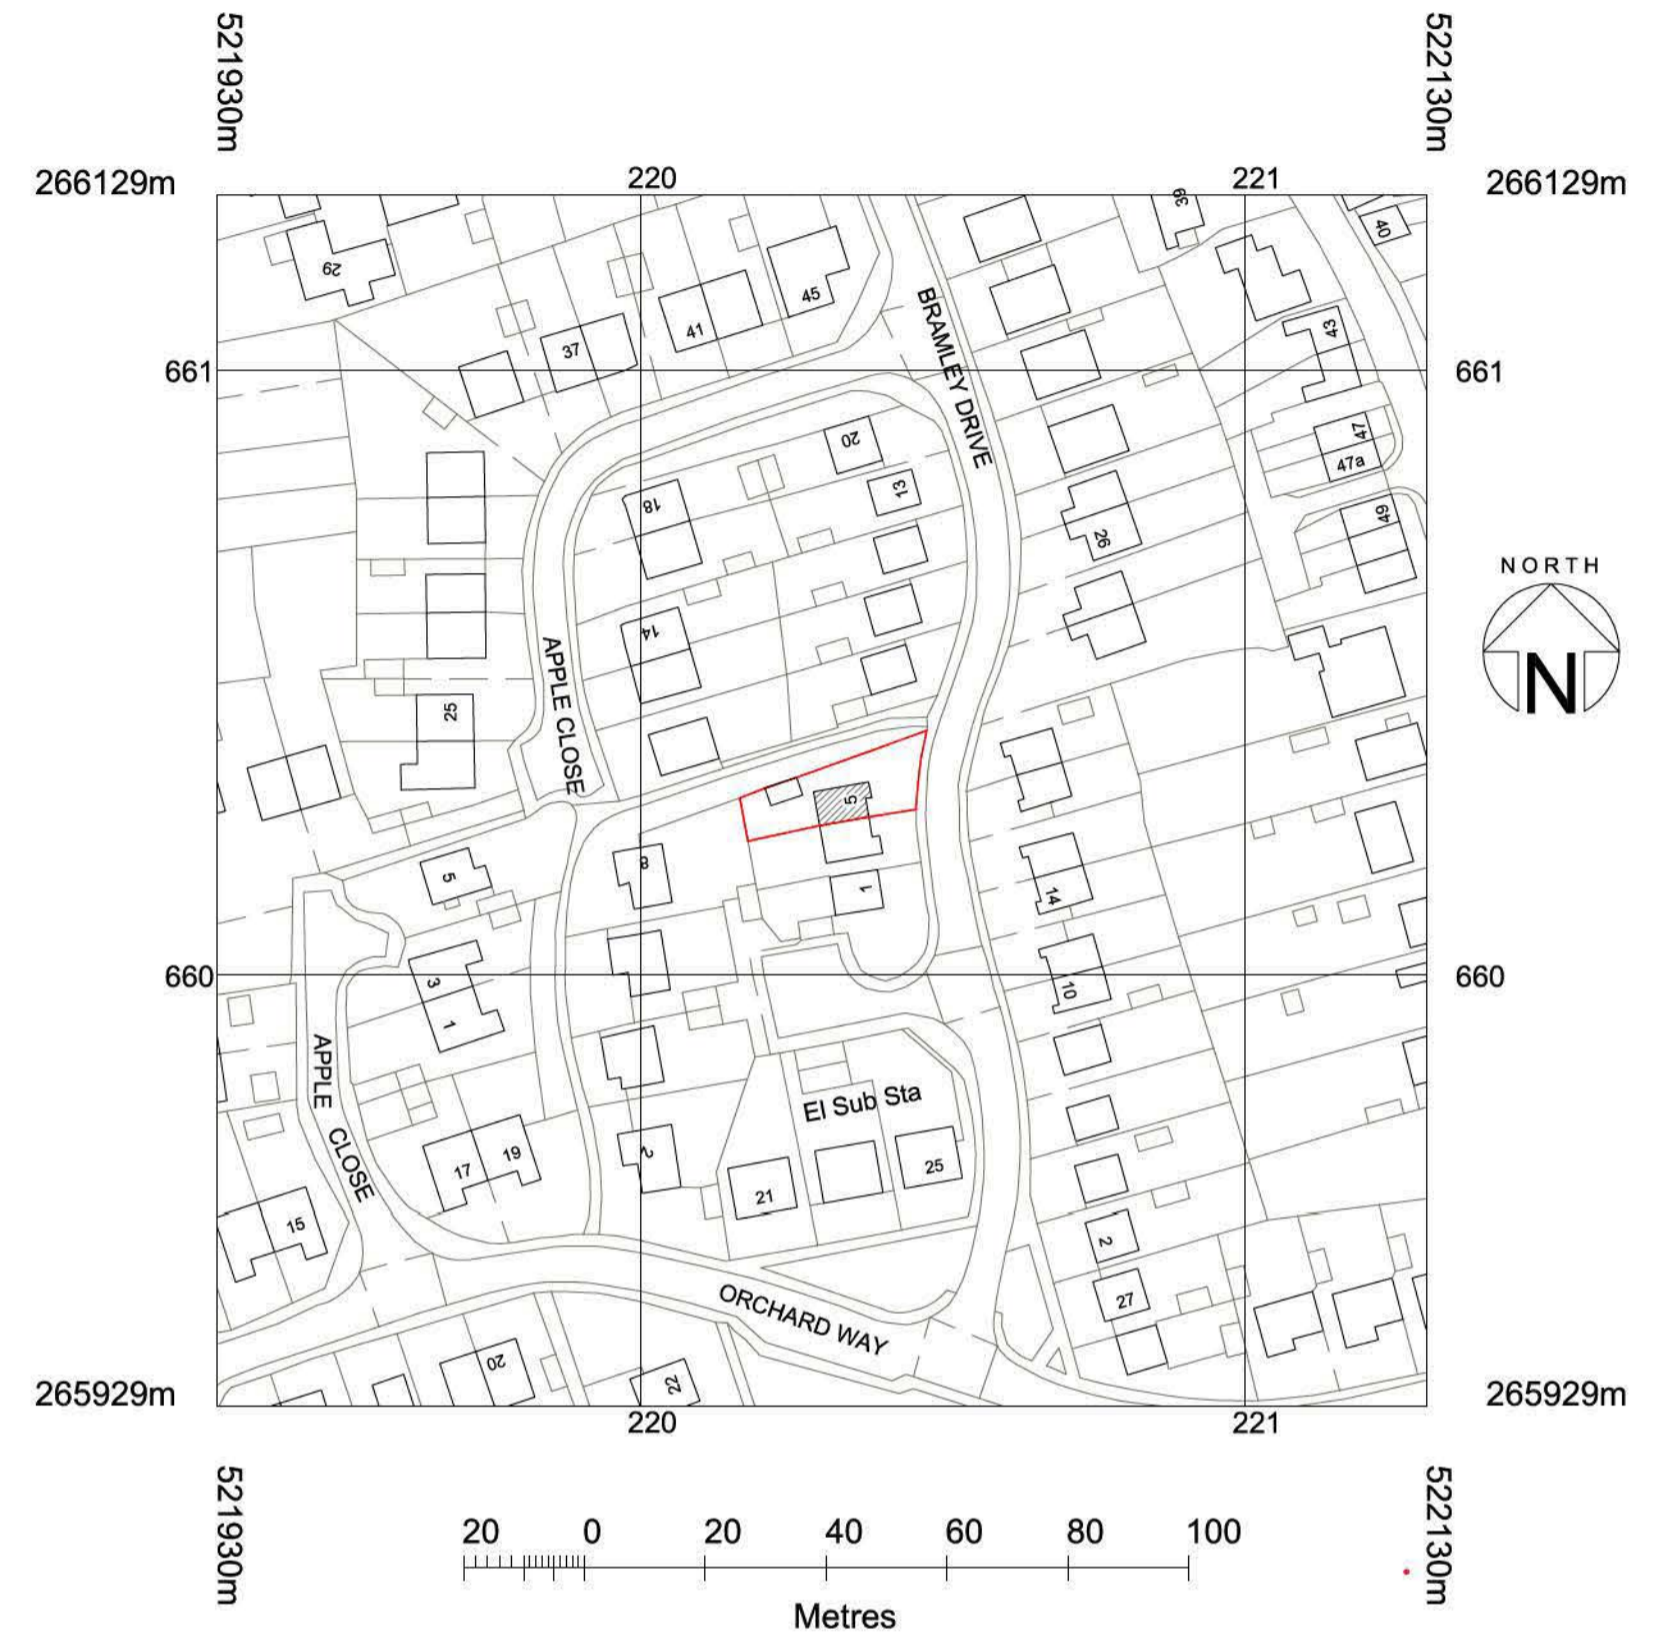 521930m
522130m
266129m
220
221
266129m
39
40
29
45
41
43
37
661
661
BRAMLEY DRIVE
20
47
47a
18
13
49
26
NORTH
N
14
APPLE CLOSE
25
5
8
5
1
14
3
10
660
660
1
APPLE CLOSE
El Sub Sta
19
17
2
25
21
15
2
27
ORCHARD WAY
20
22
265929m
220
221
265929m
521930m
522130m
20 0 20 40 60 80 100
Metres